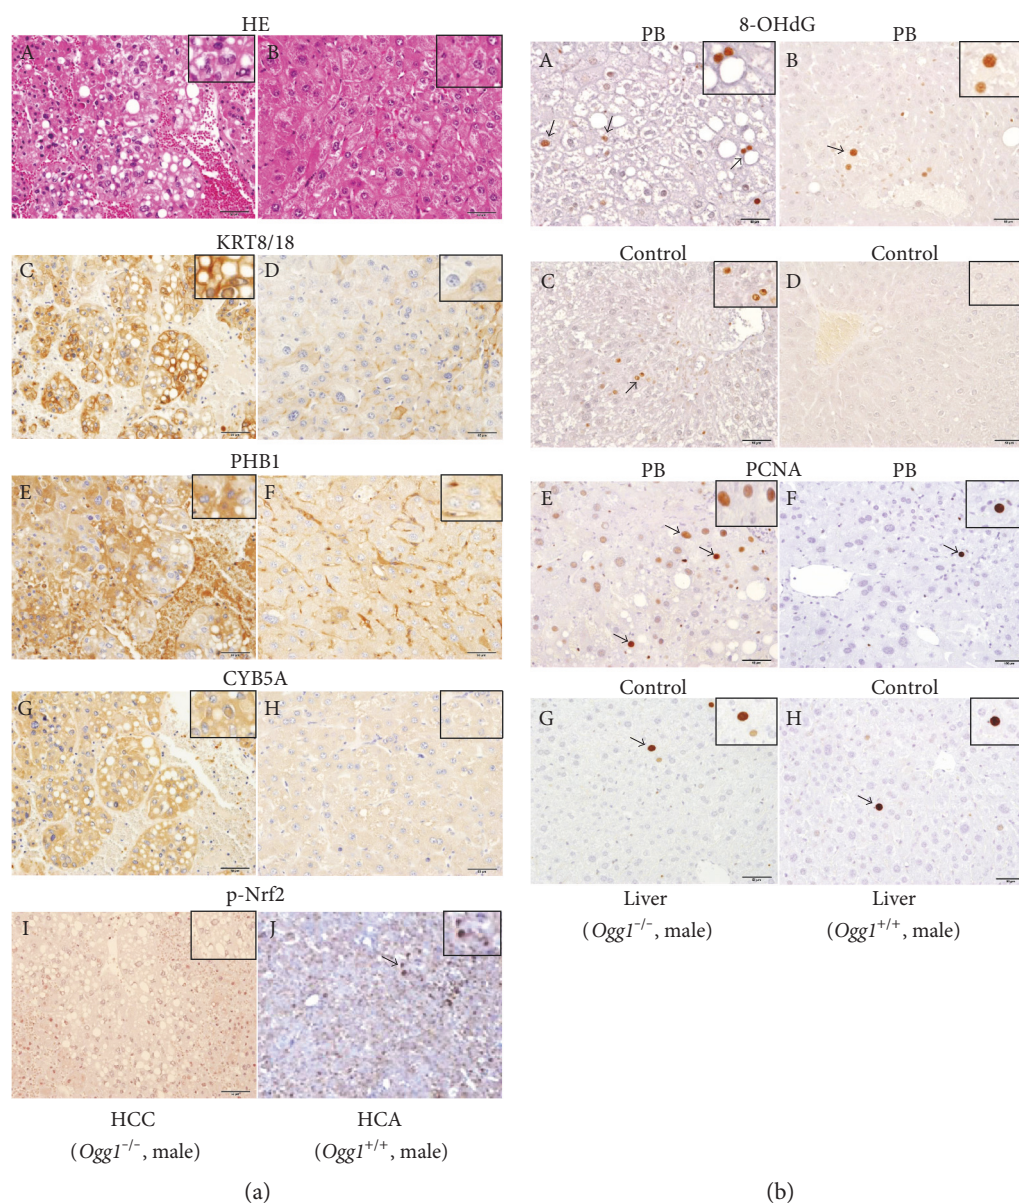 HE
A
B
KRT8/18
C
D
PHB1
E
F
CYB5A
G
H
p-Nrf2
I
J
HCC
HCA
(Ogg1⁻/⁻, male)
(Ogg1⁺/⁺, male)
(a)
8-OHdG
PB
PB
A
B
Control
Control
C
D
PB
PCNA
PB
E
F
Control
Control
G
H
Liver
Liver
(Ogg1⁻/⁻, male)
(Ogg1⁺/⁺, male)
(b)